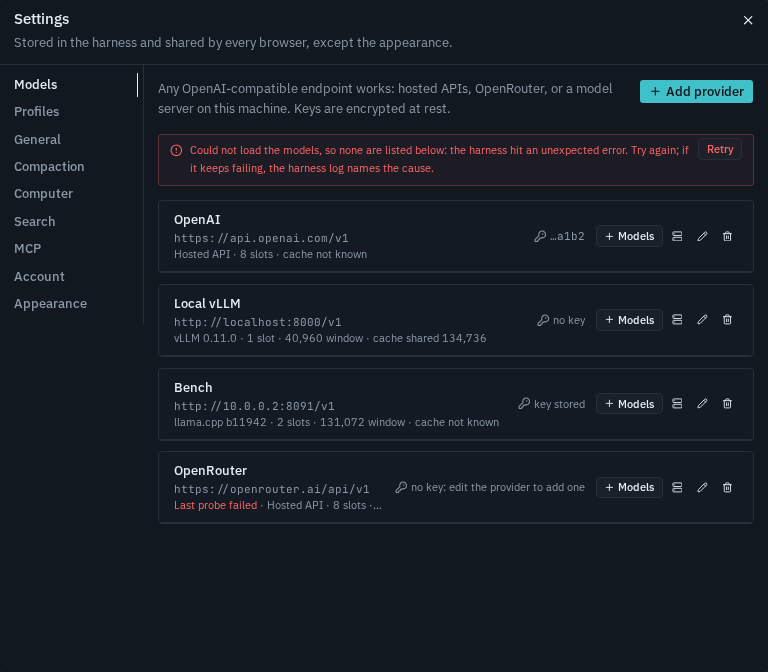 Settings
Stored in the harness and shared by every browser, except the appearance.
Models
Profiles
General
Compaction
Computer
Search
MCP
Account
Appearance
Any OpenAI-compatible endpoint works: hosted APIs, OpenRouter, or a model
server on this machine. Keys are encrypted at rest.
+ Add provider
Could not load the models, so none are listed below: the harness hit an unexpected error. Try again; if
it keeps failing, the harness log names the cause.
Retry
OpenAI
https://api.openai.com/v1
Hosted API · 8 slots · cache not known
…a1b2
+ Models
Local vLLM
http://localhost:8000/v1
vLLM 0.11.0 · 1 slot · 40,960 window · cache shared 134,736
no key
+ Models
Bench
http://10.0.0.2:8091/v1
llama.cpp b11942 · 2 slots · 131,072 window · cache not known
key stored
+ Models
OpenRouter
https://openrouter.ai/api/v1
Last probe failed · Hosted API · 8 slots ·…
no key: edit the provider to add one
+ Models